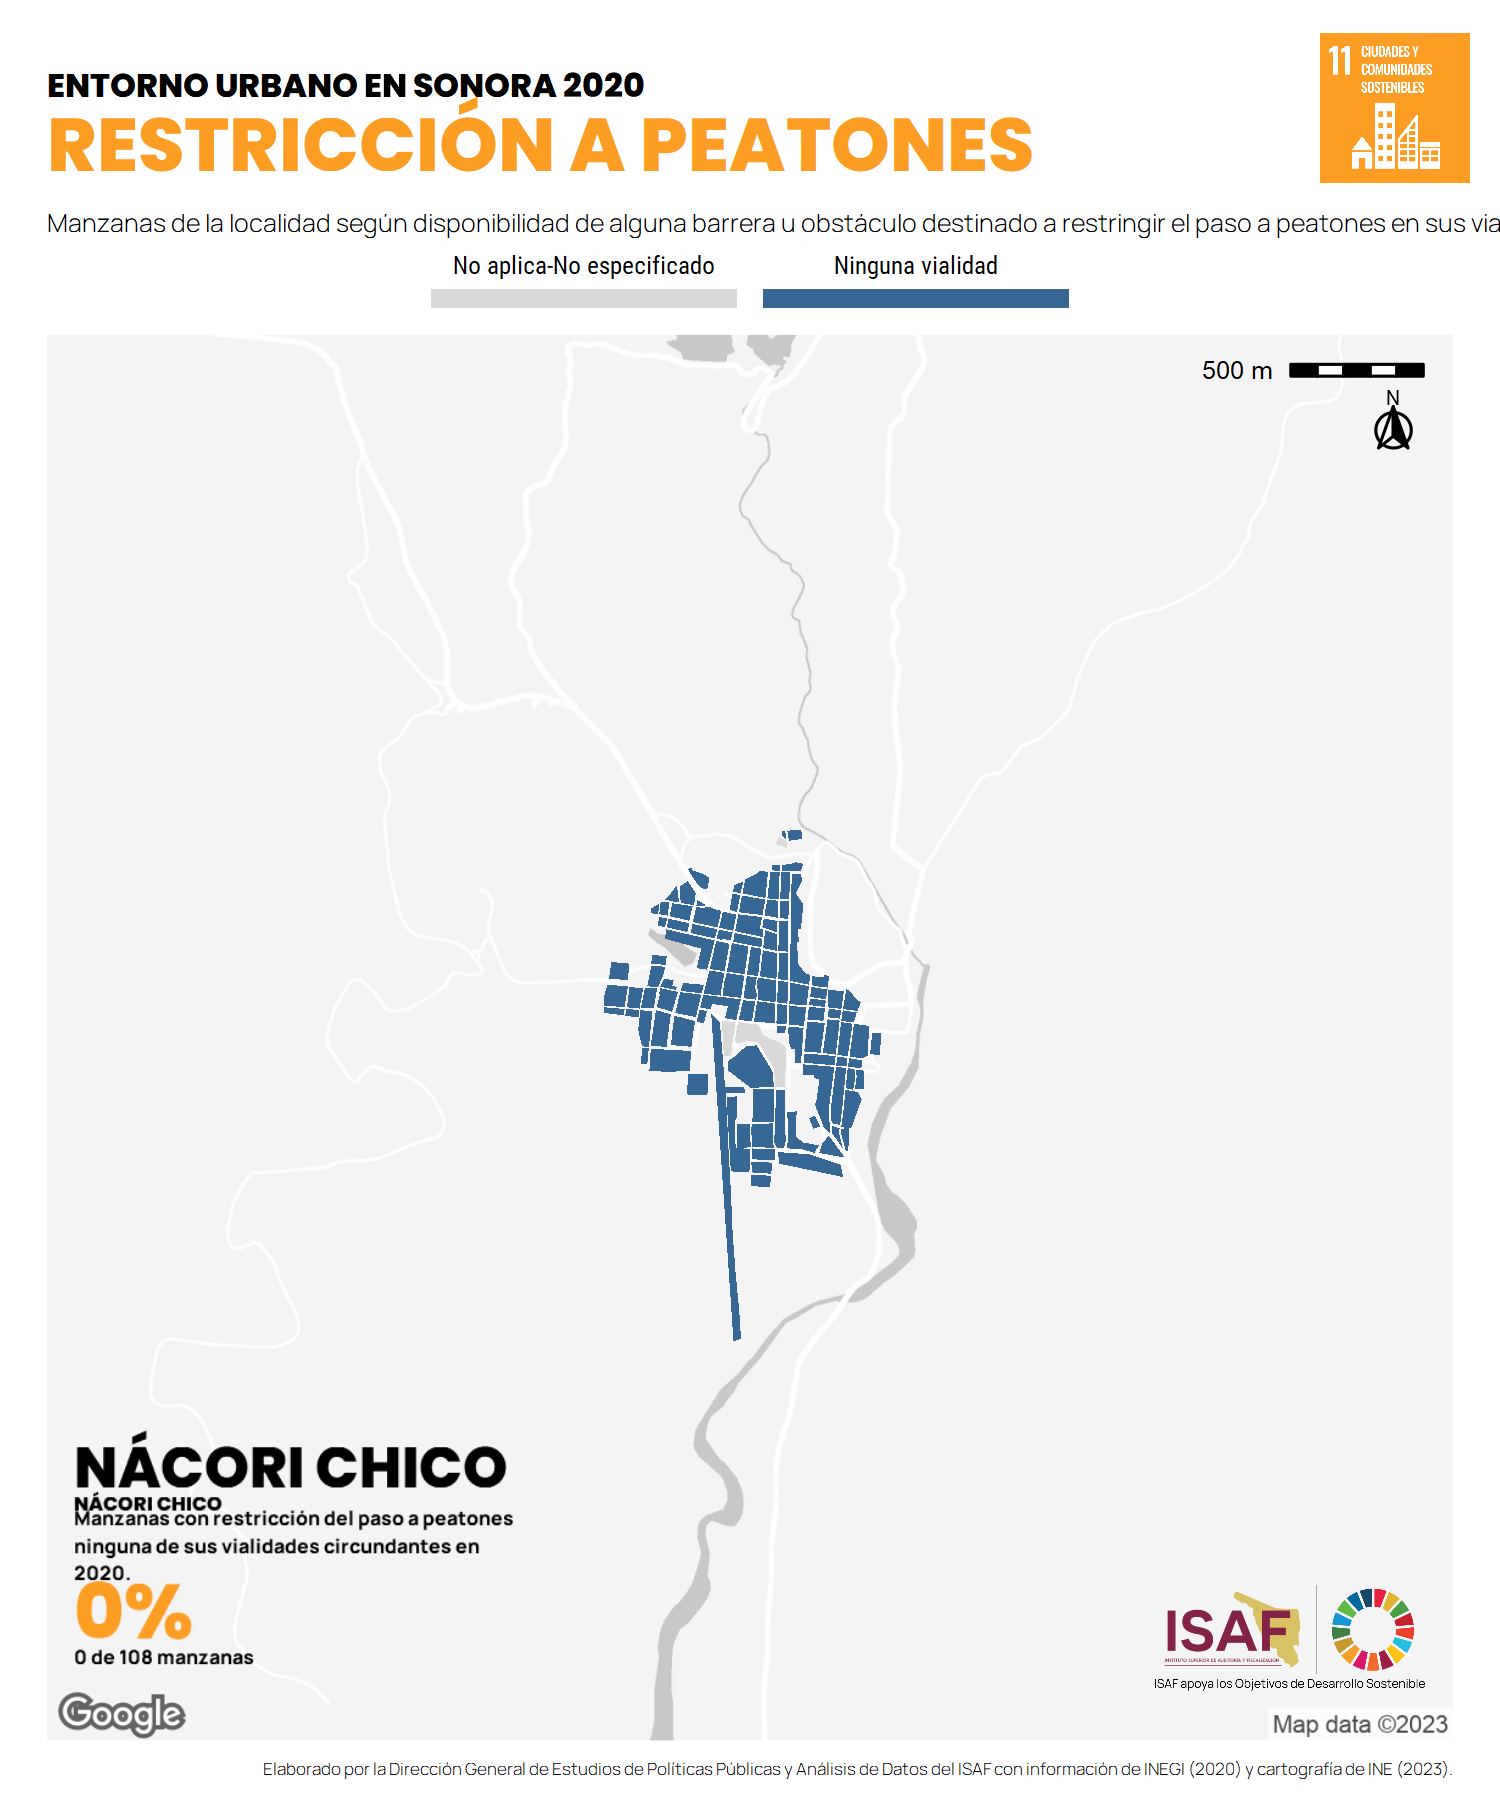 ENTORNO URBANO EN SONORA 2020
RESTRICCIÓN A PEATONES
11 CIUDADES Y
COMUNIDADES
SOSTENIBLES
Manzanas de la localidad según disponibilidad de alguna barrera u obstáculo destinado a restringir el paso a peatones en sus via
No aplica-No especificado
Ninguna vialidad
500 m
N
NÁCORI CHICO
NÁCORI CHICO
Manzanas con restricción del paso a peatones
ninguna de sus vialidades circundantes en
2020.
0%
0 de 108 manzanas
ISAF
INSTITUTO SUPERIOR DE AUDITORÍA Y FISCALIZACIÓN
ISAF apoya los Objetivos de Desarrollo Sostenible
Google
Map data ©2023
Elaborado por la Dirección General de Estudios de Políticas Públicas y Análisis de Datos del ISAF con información de INEGI (2020) y cartografía de INE (2023).